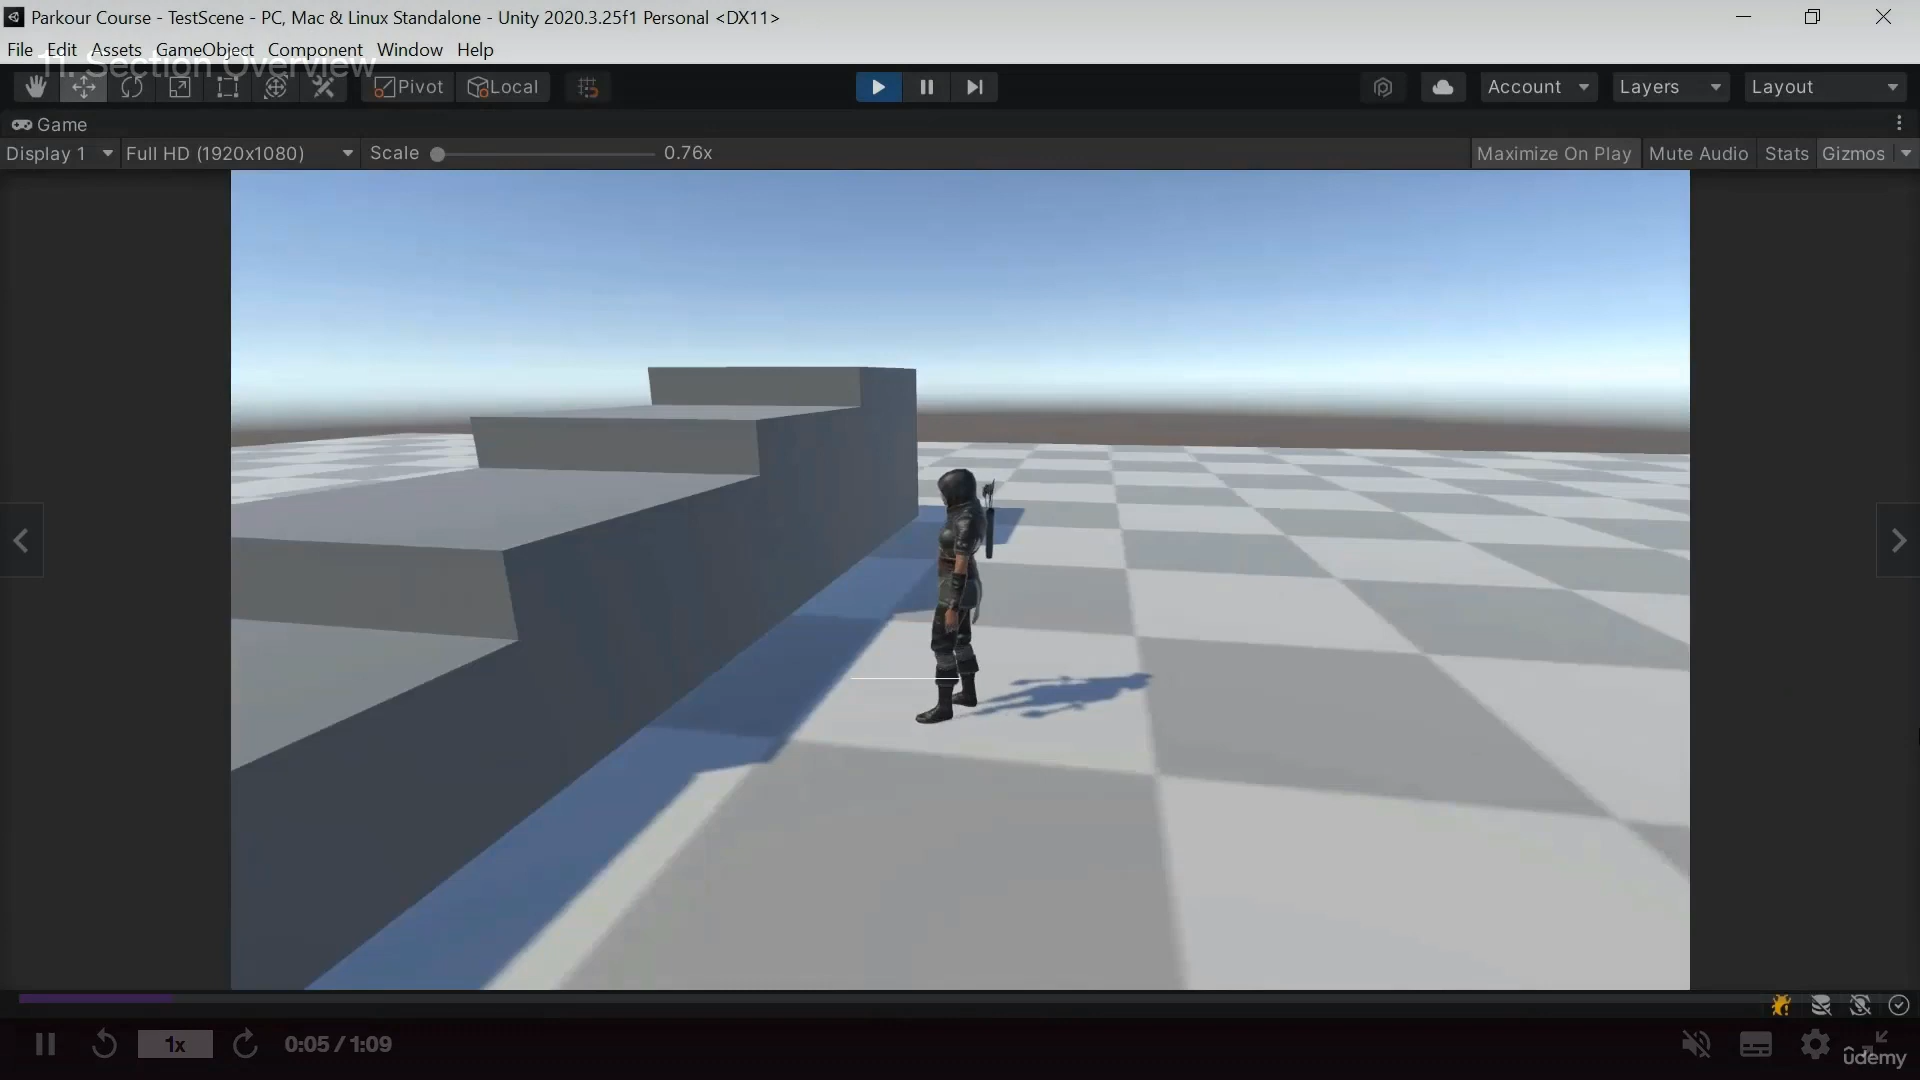 Parkour Course - TestScene - PC, Mac & Linux Standalone - Unity 2020.3.25f1 Personal <DX11>
File Edit Assets GameObject Component Window Help
11. Section Overview
Pivot Local Account Layers Layout
Game
Display 1 Full HD (1920x1080) Scale 0.76x Maximize On Play Mute Audio Stats Gizmos
1x 0:05 / 1:09
udemy